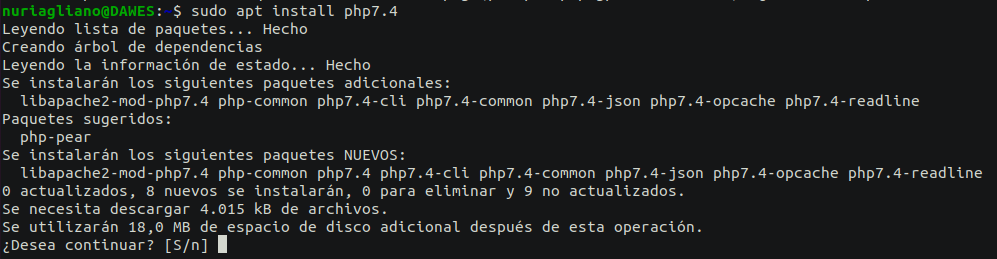 nuriagliano@DAWES:~$ sudo apt install php7.4
Leyendo lista de paquetes... Hecho
Creando árbol de dependencias
Leyendo la información de estado... Hecho
Se instalarán los siguientes paquetes adicionales:
  libapache2-mod-php7.4 php-common php7.4-cli php7.4-common php7.4-json php7.4-opcache php7.4-readline
Paquetes sugeridos:
  php-pear
Se instalarán los siguientes paquetes NUEVOS:
  libapache2-mod-php7.4 php-common php7.4 php7.4-cli php7.4-common php7.4-json php7.4-opcache php7.4-readline
0 actualizados, 8 nuevos se instalarán, 0 para eliminar y 9 no actualizados.
Se necesita descargar 4.015 kB de archivos.
Se utilizarán 18,0 MB de espacio de disco adicional después de esta operación.
¿Desea continuar? [S/n]